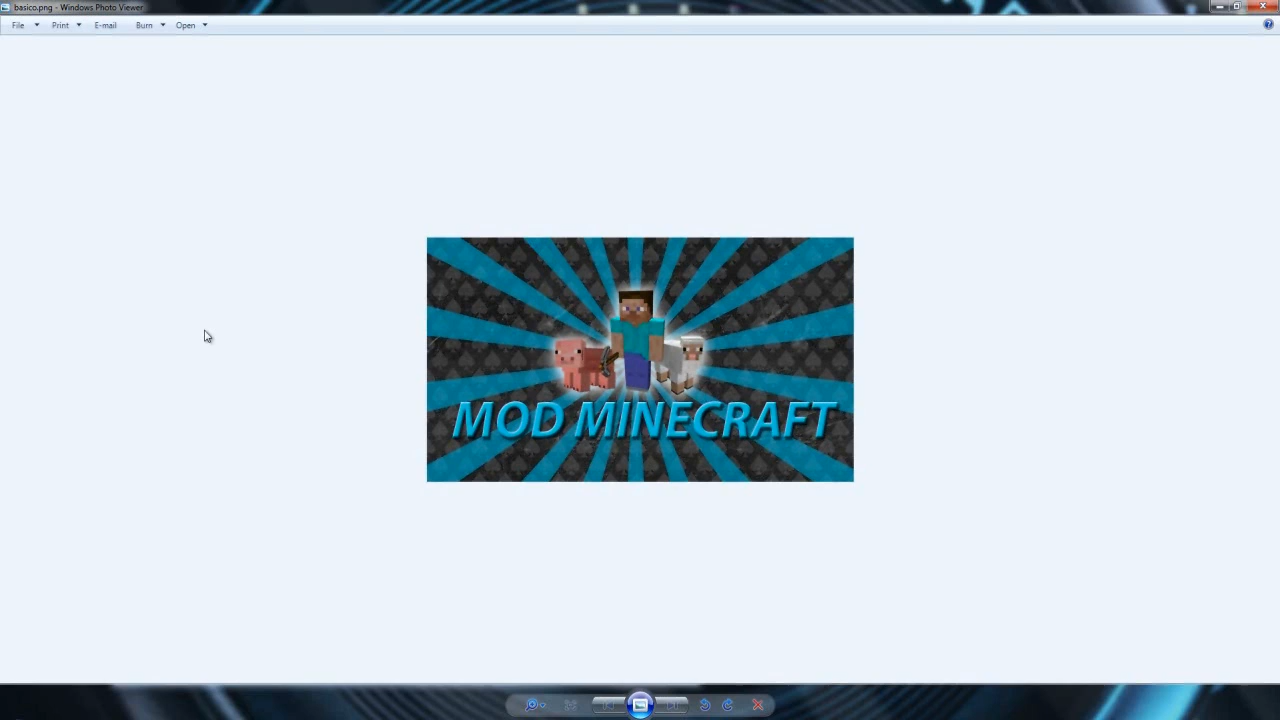 basico.png - Windows Photo Viewer
File Print E-mail Burn Open
MOD MINECRAFT